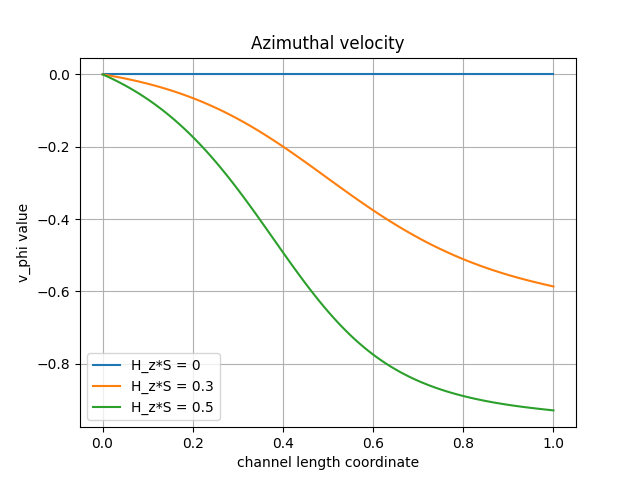 Azimuthal velocity
v_phi value
0.0
−0.2
−0.4
−0.6
−0.8
H_z*S = 0
H_z*S = 0.3
H_z*S = 0.5
0.0 0.2 0.4 0.6 0.8 1.0
channel length coordinate